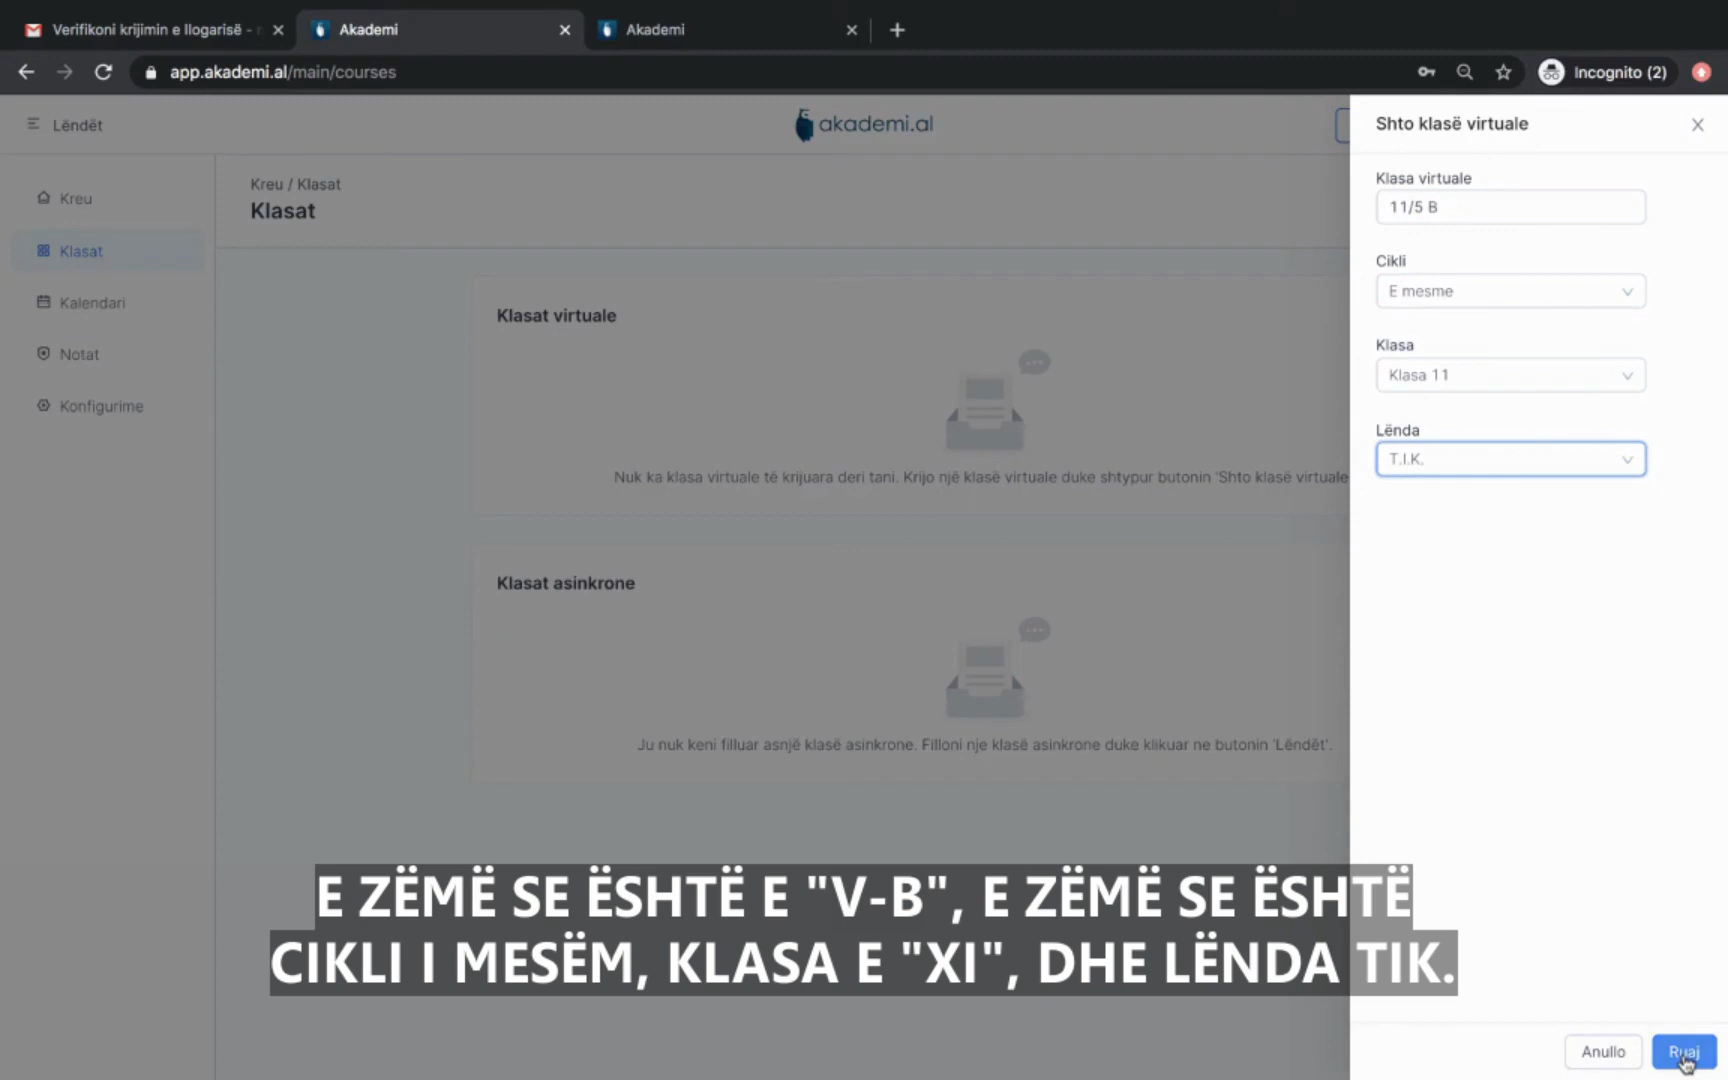 Verifikoni krijimin e llogarisë -
Akademi
Akademi
app.akademi.al/main/courses
Incognito (2)
Lëndët
akademi.al
Kreu
Klasat
Kalendari
Notat
Konfigurime
Kreu / Klasat
Klasat
Klasat virtuale
Nuk ka klasa virtuale të krijuara deri tani. Krijo një klasë virtuale duke shtypur butonin 'Shto klasë virtuale
Klasat asinkrone
Ju nuk keni filluar asnjë klasë asinkrone. Filloni nje klasë asinkrone duke klikuar ne butonin 'Lëndët'.
Shto klasë virtuale
Klasa virtuale
11/5 B
Cikli
E mesme
Klasa
Klasa 11
Lënda
T.I.K.
E ZËMË SE ËSHTË E "V-B", E ZËMË SE ËSHTË
CIKLI I MESËM, KLASA E "XI", DHE LËNDA TIK.
Anullo
Ruaj